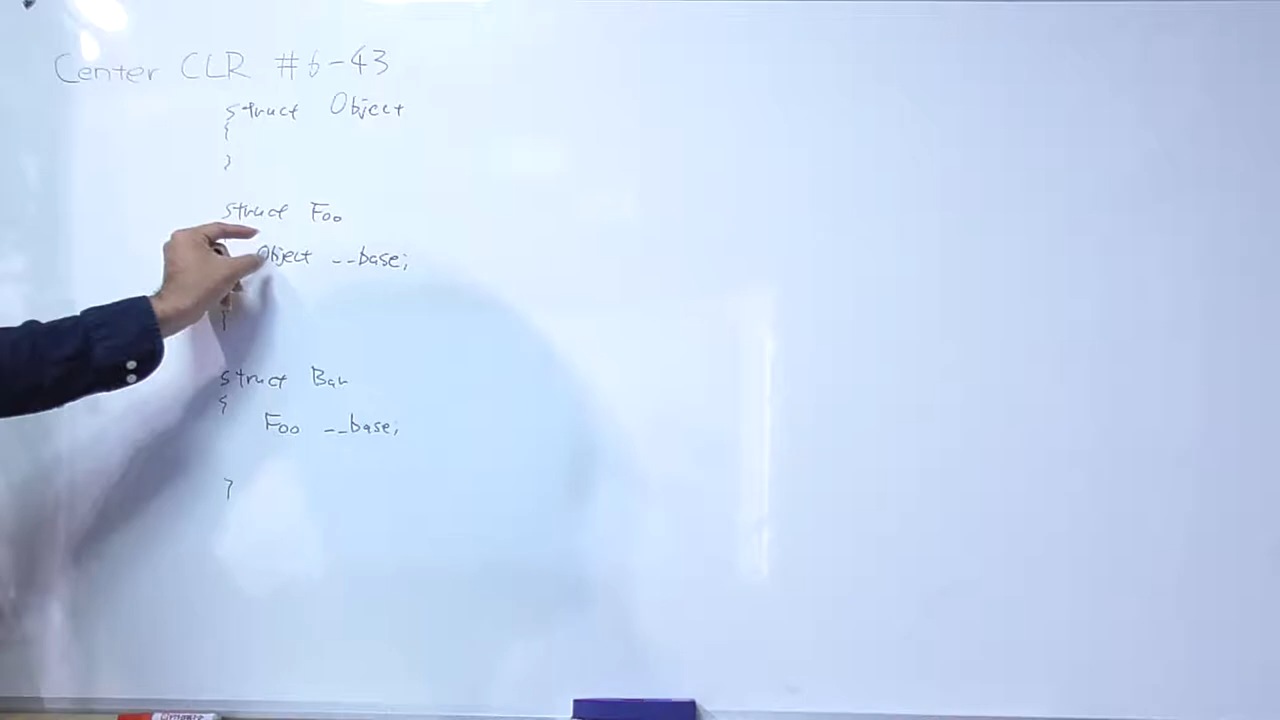 Center CLR #6-43
struct Object
{
}
struct Foo
Object __base;
}
struct Bar
{
Foo __base;
}